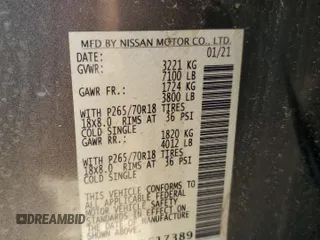 MFD BY NISSAN MOTOR CO., LTD.
DATE: 01/21
GVWR: 3221 KG
7100 LB
GAWR FR.: 1724 KG
3800 LB
WITH P265/70R18 TIRES
18x8.0 RIMS AT 36 PSI
COLD SINGLE
GAWR RR.: 1820 KG
4012 LB
WITH P265/70R18 TIRES
18x8.0 RIMS AT 36 PSI
COLD SINGLE
THIS VEHICLE CONFORMS TO
ALL APPLICABLE FEDERAL
MOTOR VEHICLE SAFETY
STANDARDS IN EFFECT ON
THE DATE OF MANUFACTURE
SHOWN ABOVE
17389
DREAMBID